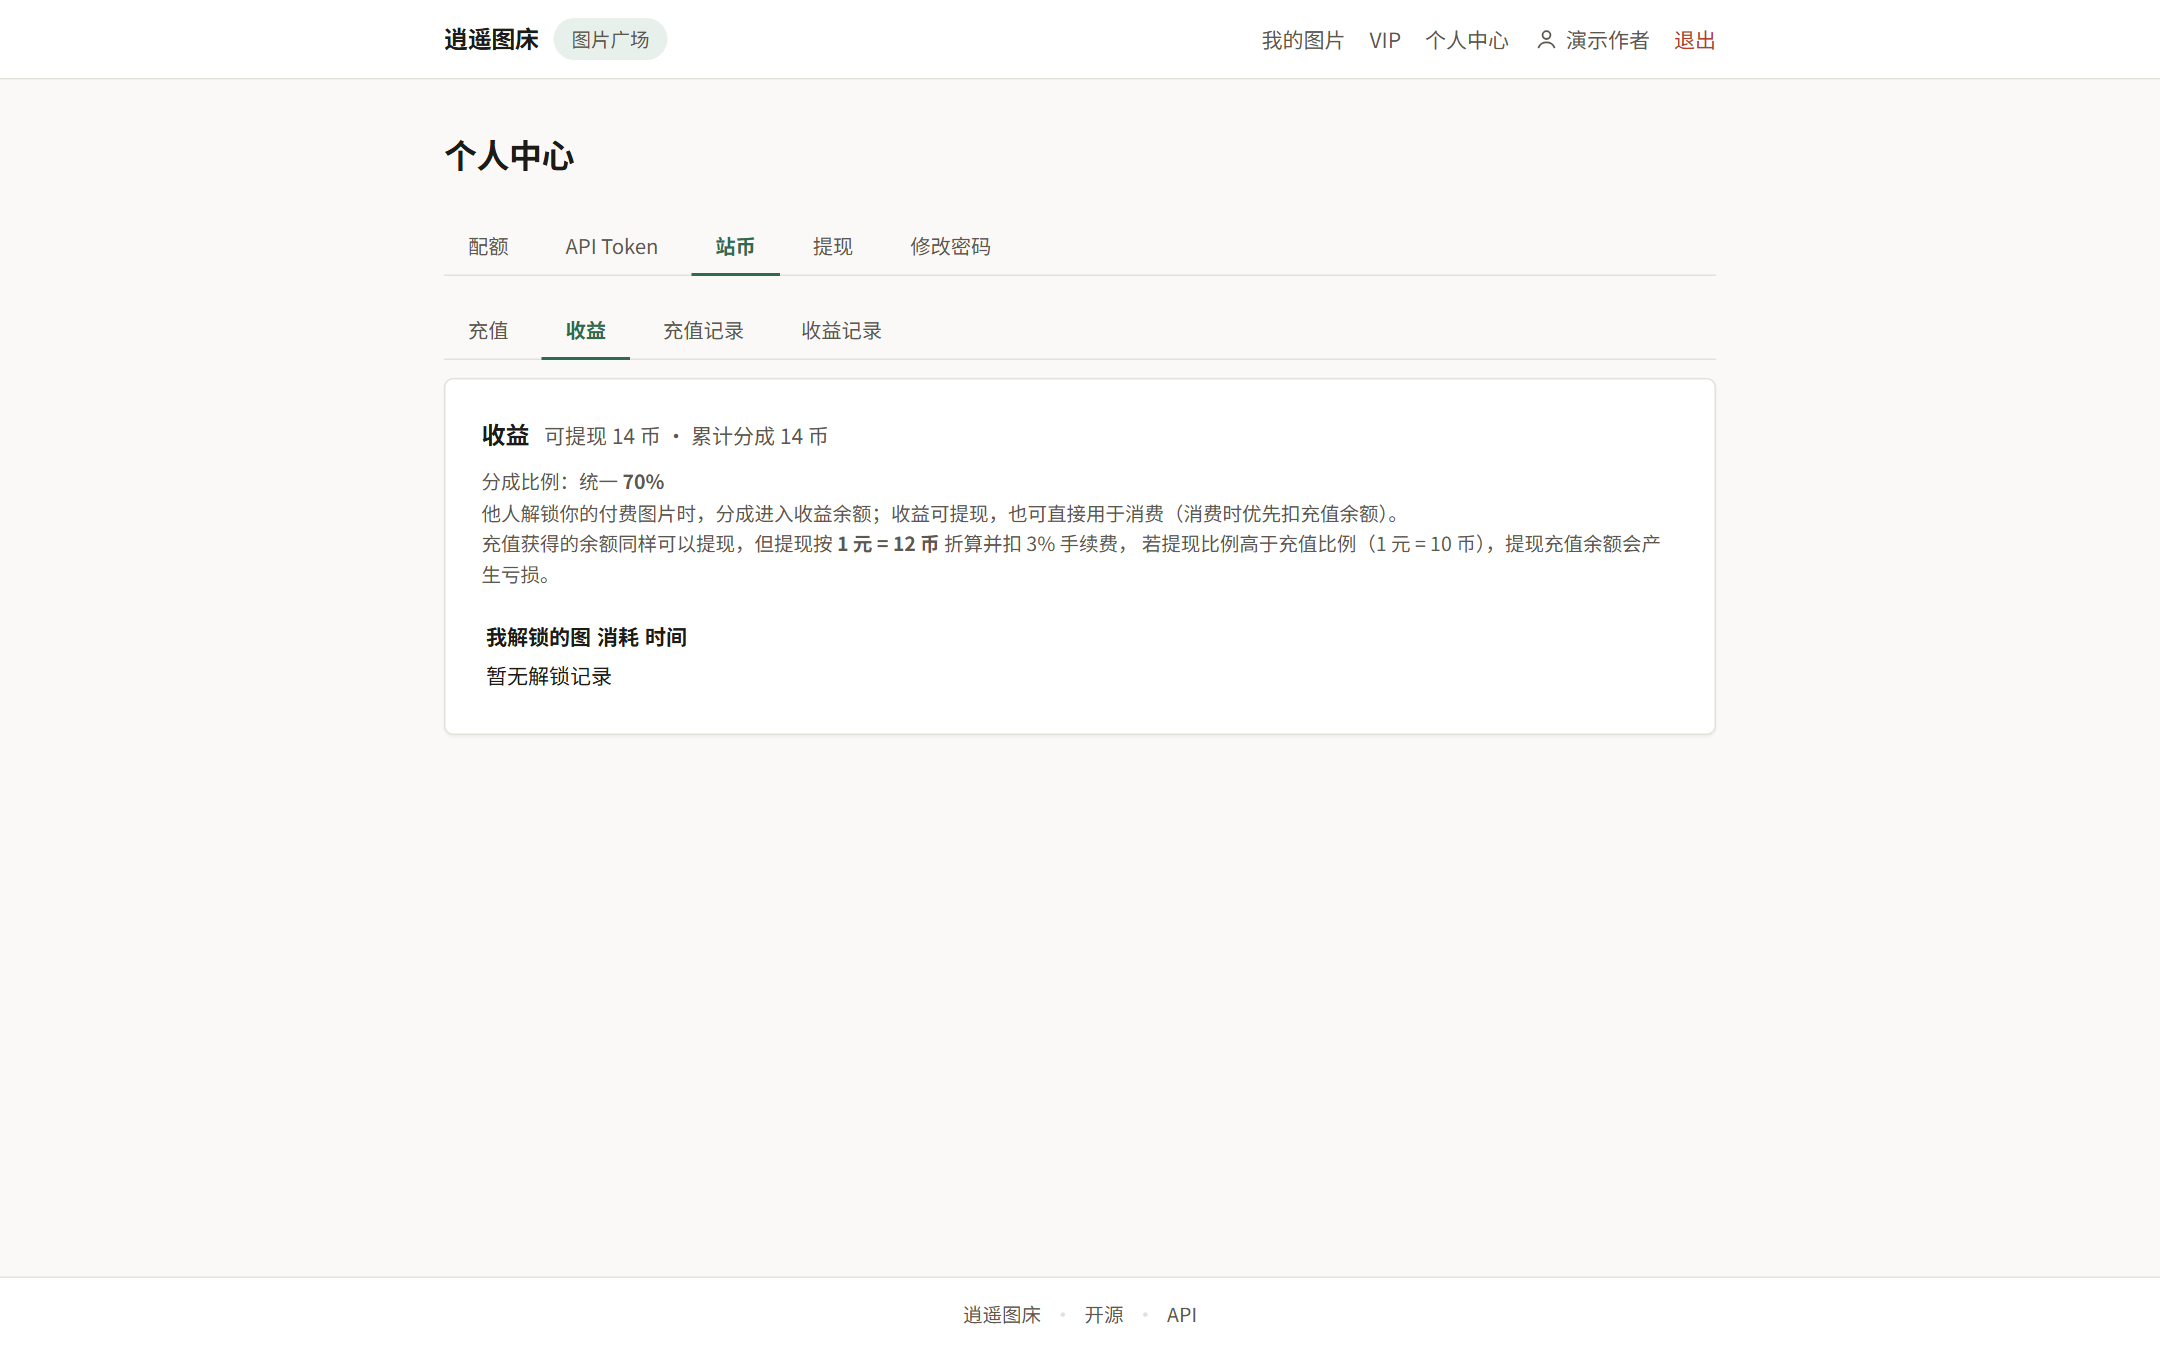 逍遥图床 图片广场 我的图片 VIP 个人中心 演示作者 退出
个人中心
配额 API Token 站币 提现 修改密码
充值 收益 充值记录 收益记录
收益 可提现 14 币 · 累计分成 14 币
分成比例：统一 70%
他人解锁你的付费图片时，分成进入收益余额；收益可提现，也可直接用于消费（消费时优先扣充值余额）。
充值获得的余额同样可以提现，但提现按 1 元 = 12 币 折算并扣 3% 手续费， 若提现比例高于充值比例（1 元 = 10 币），提现充值余额会产
生亏损。
我解锁的图 消耗 时间
暂无解锁记录
逍遥图床 · 开源 · API